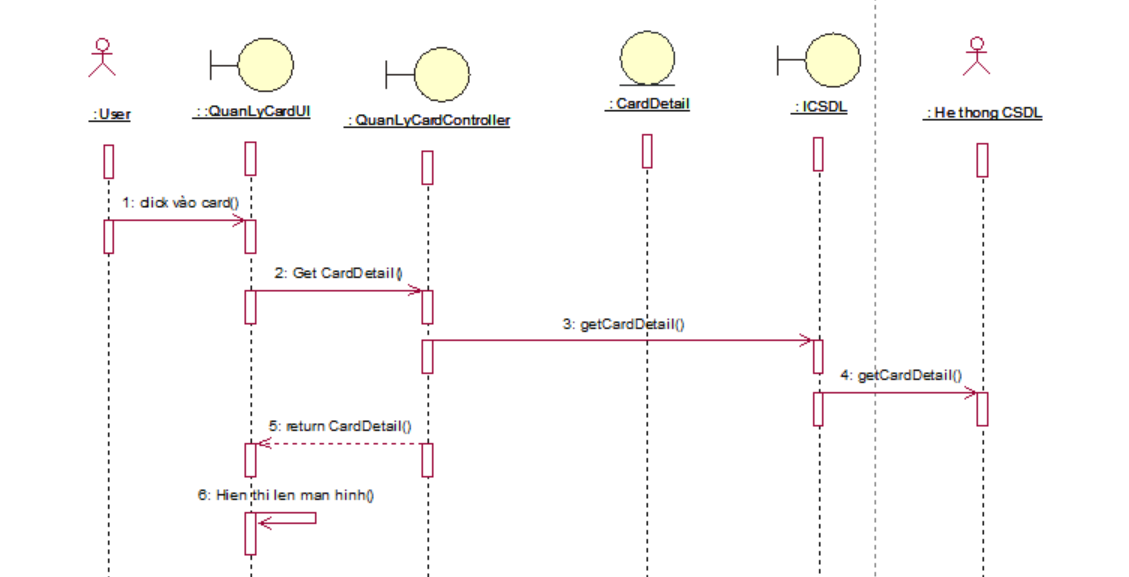 : User
: :QuanLyCardUI
: QuanLyCardController
: CardDetail
: ICSDL
: He thong CSDL
1: click vào card()
2: Get CardDetail()
3: getCardDetail()
4: getCardDetail()
5: return CardDetail()
6: Hien thi len man hinh()